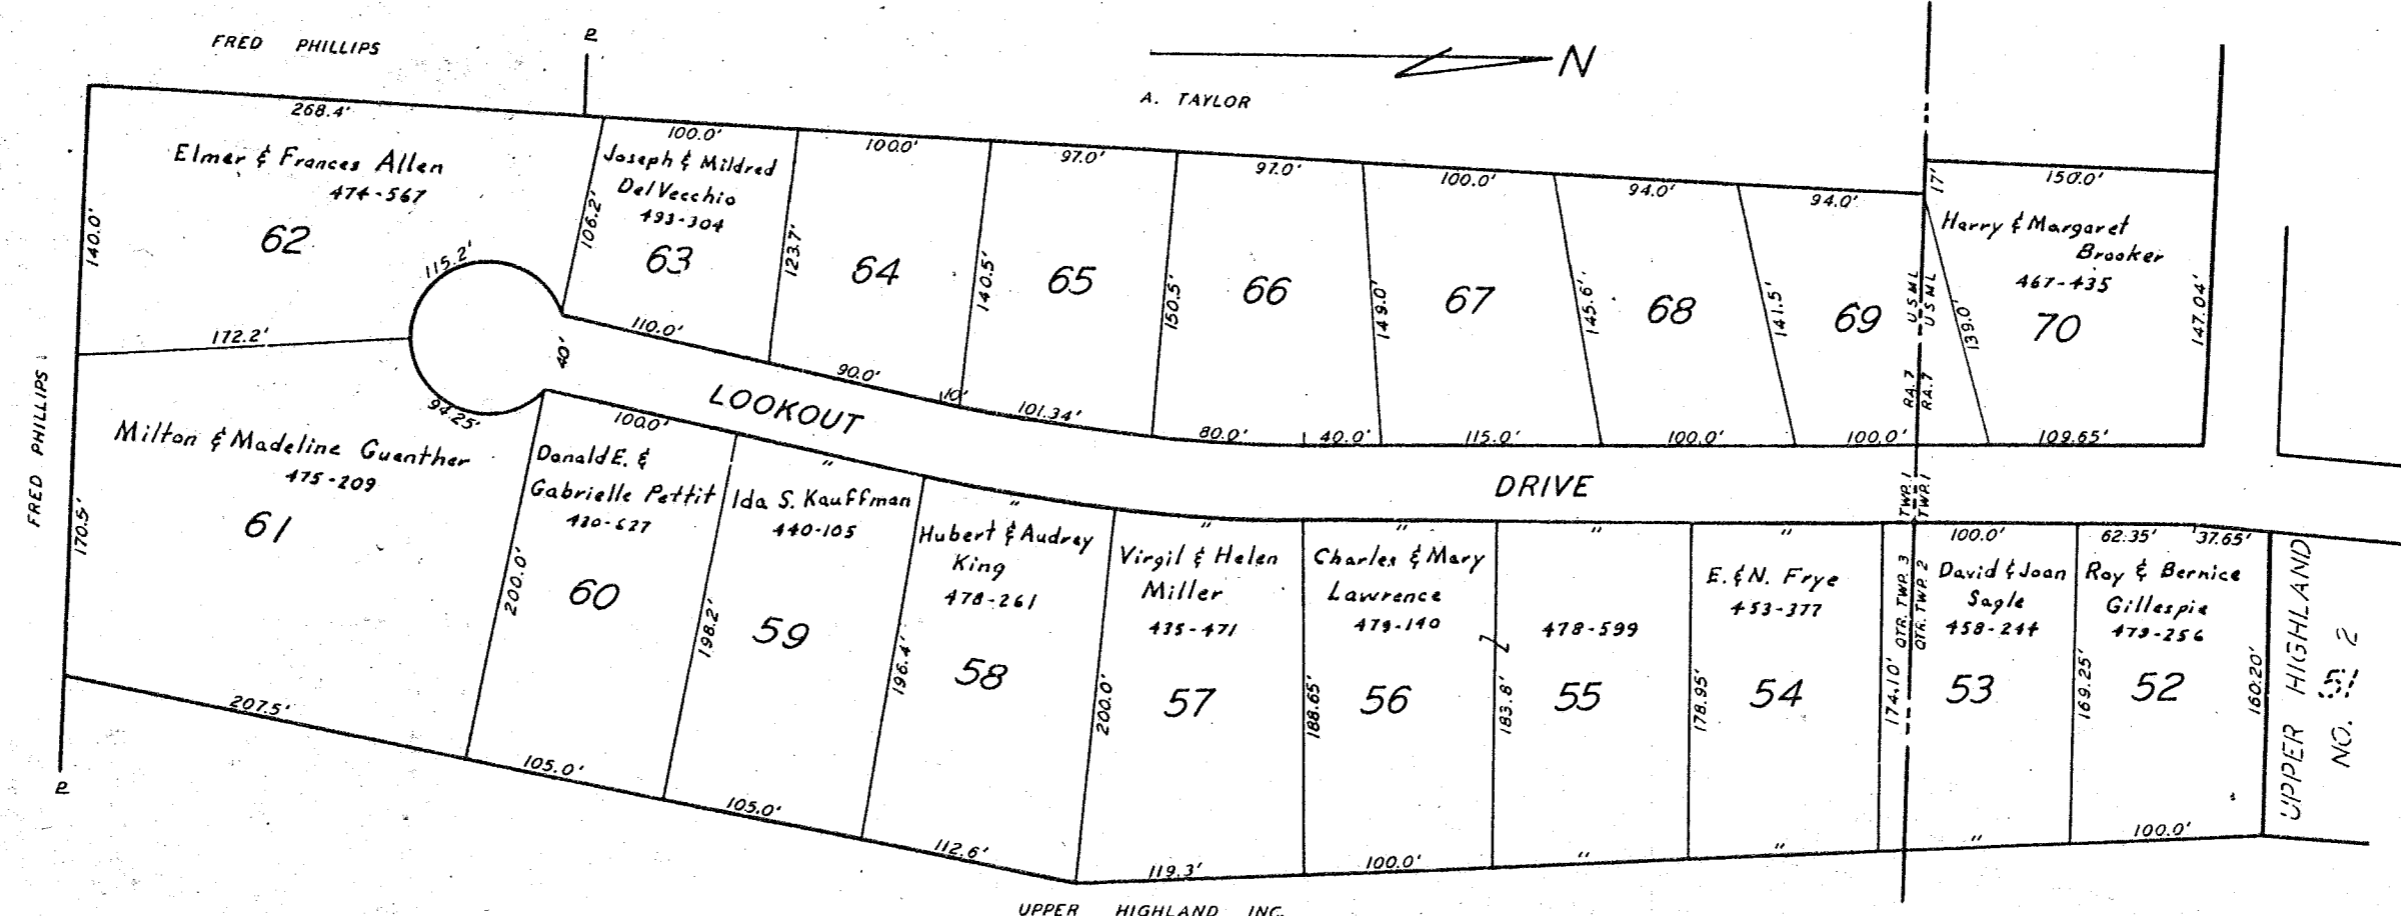 FRED PHILLIPS
N
A. TAYLOR
268.4'
100.0'
100.0'
97.0'
97.0'
100.0'
94.0'
94.0'
17'
150.0'
Elmer & Frances Allen
474-567
62
140.0'
115.2'
172.2'
Joseph & Mildred
DelVecchio
493-304
63
106.2'
110.0'
123.7'
64
90.0'
10'
140.5'
65
101.34'
150.5'
66
80.0'
40.0'
149.0'
67
115.0'
145.6'
68
100.0'
141.5'
69
100.0'
USML
USML
RA. 7
RA. 7
139.0'
Harry & Margaret
Brooker
467-435
70
147.04'
109.65'
40'
LOOKOUT
DRIVE
TWP. 1
TWP. 1
QTR. TWP. 3
QTR. TWP. 2
FRED PHILLIPS
94.25'
Milton & Madeline Guenther
475-209
61
170.5'
207.5'
100.0'
Donald E. &
Gabrielle Pettit
430-627
60
200.0'
105.0'
"
Ida S. Kauffman
440-105
59
198.2'
105.0'
"
Hubert & Audrey
King
478-261
58
196.4'
112.6'
"
Virgil & Helen
Miller
435-471
57
200.0'
119.3'
"
Charles & Mary
Lawrence
479-140
56
188.65'
100.0'
"
478-599
55
183.8'
"
"
E. & N. Frye
453-377
54
178.95'
"
174.10'
100.0'
David & Joan
Sagle
458-244
53
"
62.35'
37.65'
Roy & Bernice
Gillespie
479-256
52
169.25'
160.20'
100.0'
UPPER HIGHLAND
NO. 2
51
UPPER HIGHLAND INC.